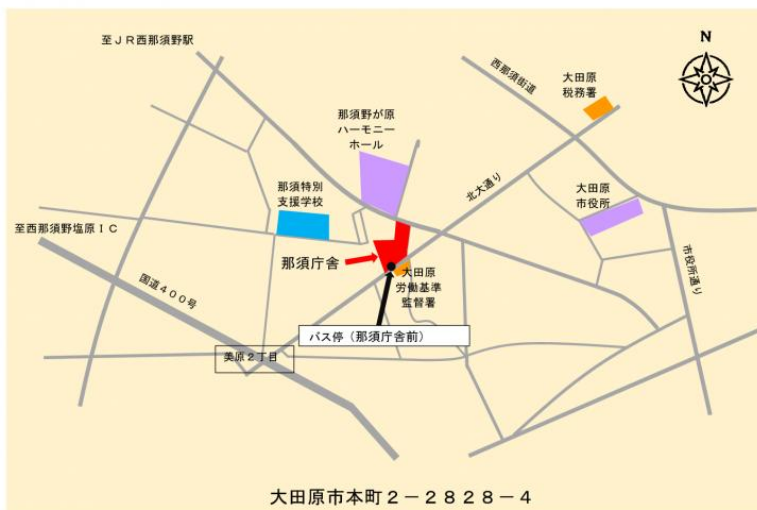 至ＪＲ西那須野駅
N
西那須街道
大田原
税務署
那須野が原
ハーモニー
ホール
北大通り
那須特別
支援学校
大田原
市役所
至西那須野塩原ＩＣ
市役所通り
那須庁舎
大田原
労働基準
監督署
国道４００号
バス停（那須庁舎前）
美原２丁目
大田原市本町２－２８２８－４